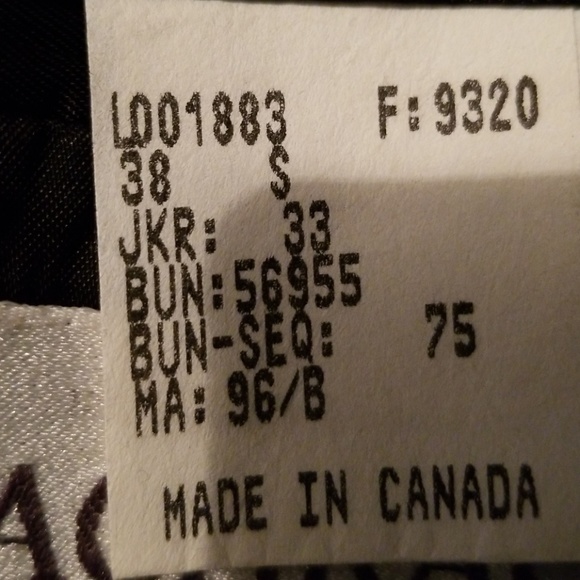 LD01883 F:9320
38 S
JKR: 33
BUN:56955
BUN-SEQ: 75
MA: 96/B
MADE IN CANADA